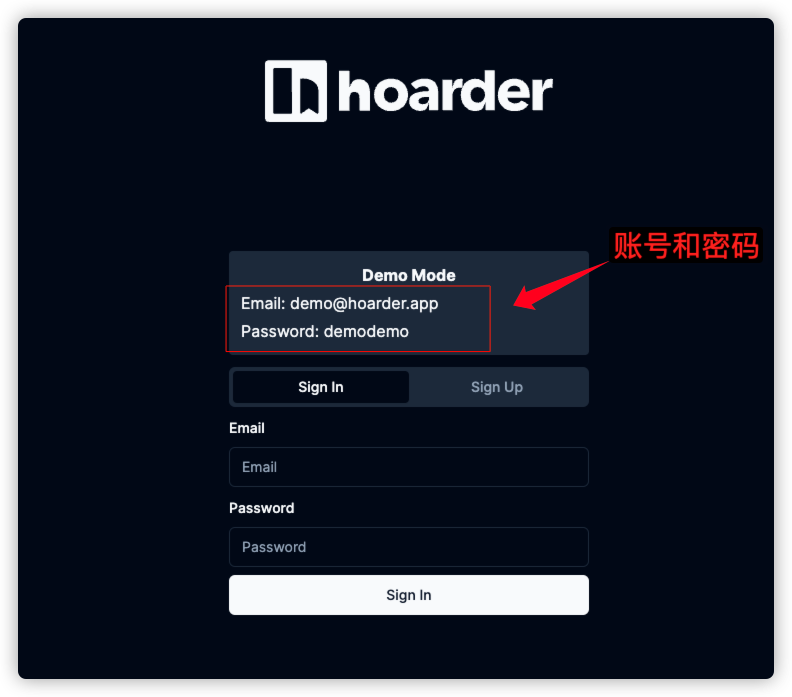 hoarder
账号和密码
Demo Mode
Email: demo@hoarder.app
Password: demodemo
Sign In
Sign Up
Email
Email
Password
Password
Sign In